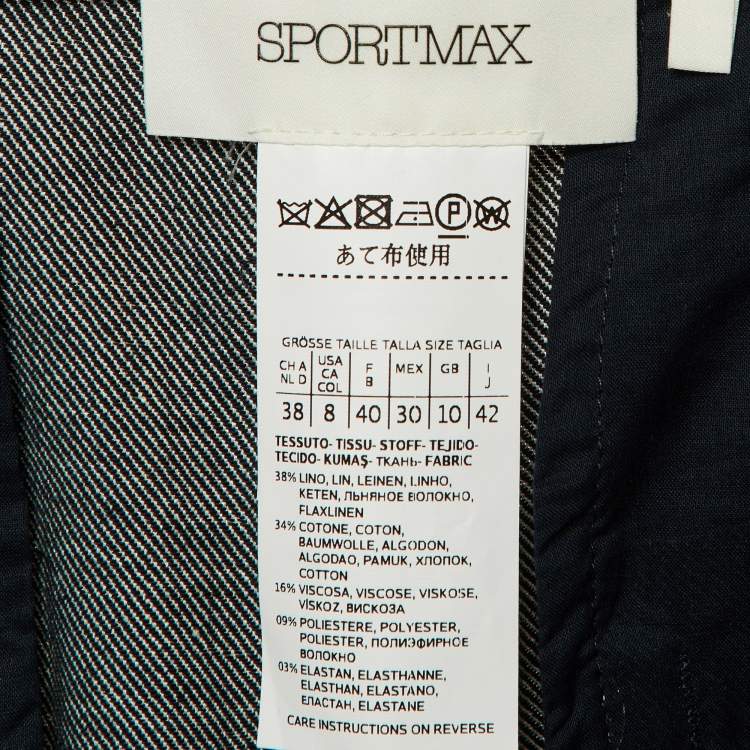 SPORTMAX
P W
あて布使用
GRÖSSE TAILLE TALLA SIZE TAGLIA
CH A NL D
USA CA COL
F B
MEX
GB
I J
38 8 40 30 10 42
TESSUTO- TISSU- STOFF- TEJIDO-
TECIDO- KUMAŞ- ТКАНЬ- FABRIC
38% LINO, LIN, LEINEN, LINHO,
KETEN, ЛЬНЯНОЕ ВОЛОКНО,
FLAXLINEN
34% COTONE, COTON,
BAUMWOLLE, ALGODON,
ALGODAO, PAMUK, ХЛОПОК,
COTTON
16% VISCOSA, VISCOSE, VISKOSE,
VİSKOZ, ВИСКОЗА
09% POLIESTERE, POLYESTER,
POLIESTER, ПОЛИЭФИРНОЕ
ВОЛОКНО
03% ELASTAN, ELASTHANNE,
ELASTHAN, ELASTANO,
ЕЛАСТАН, ELASTANE
CARE INSTRUCTIONS ON REVERSE